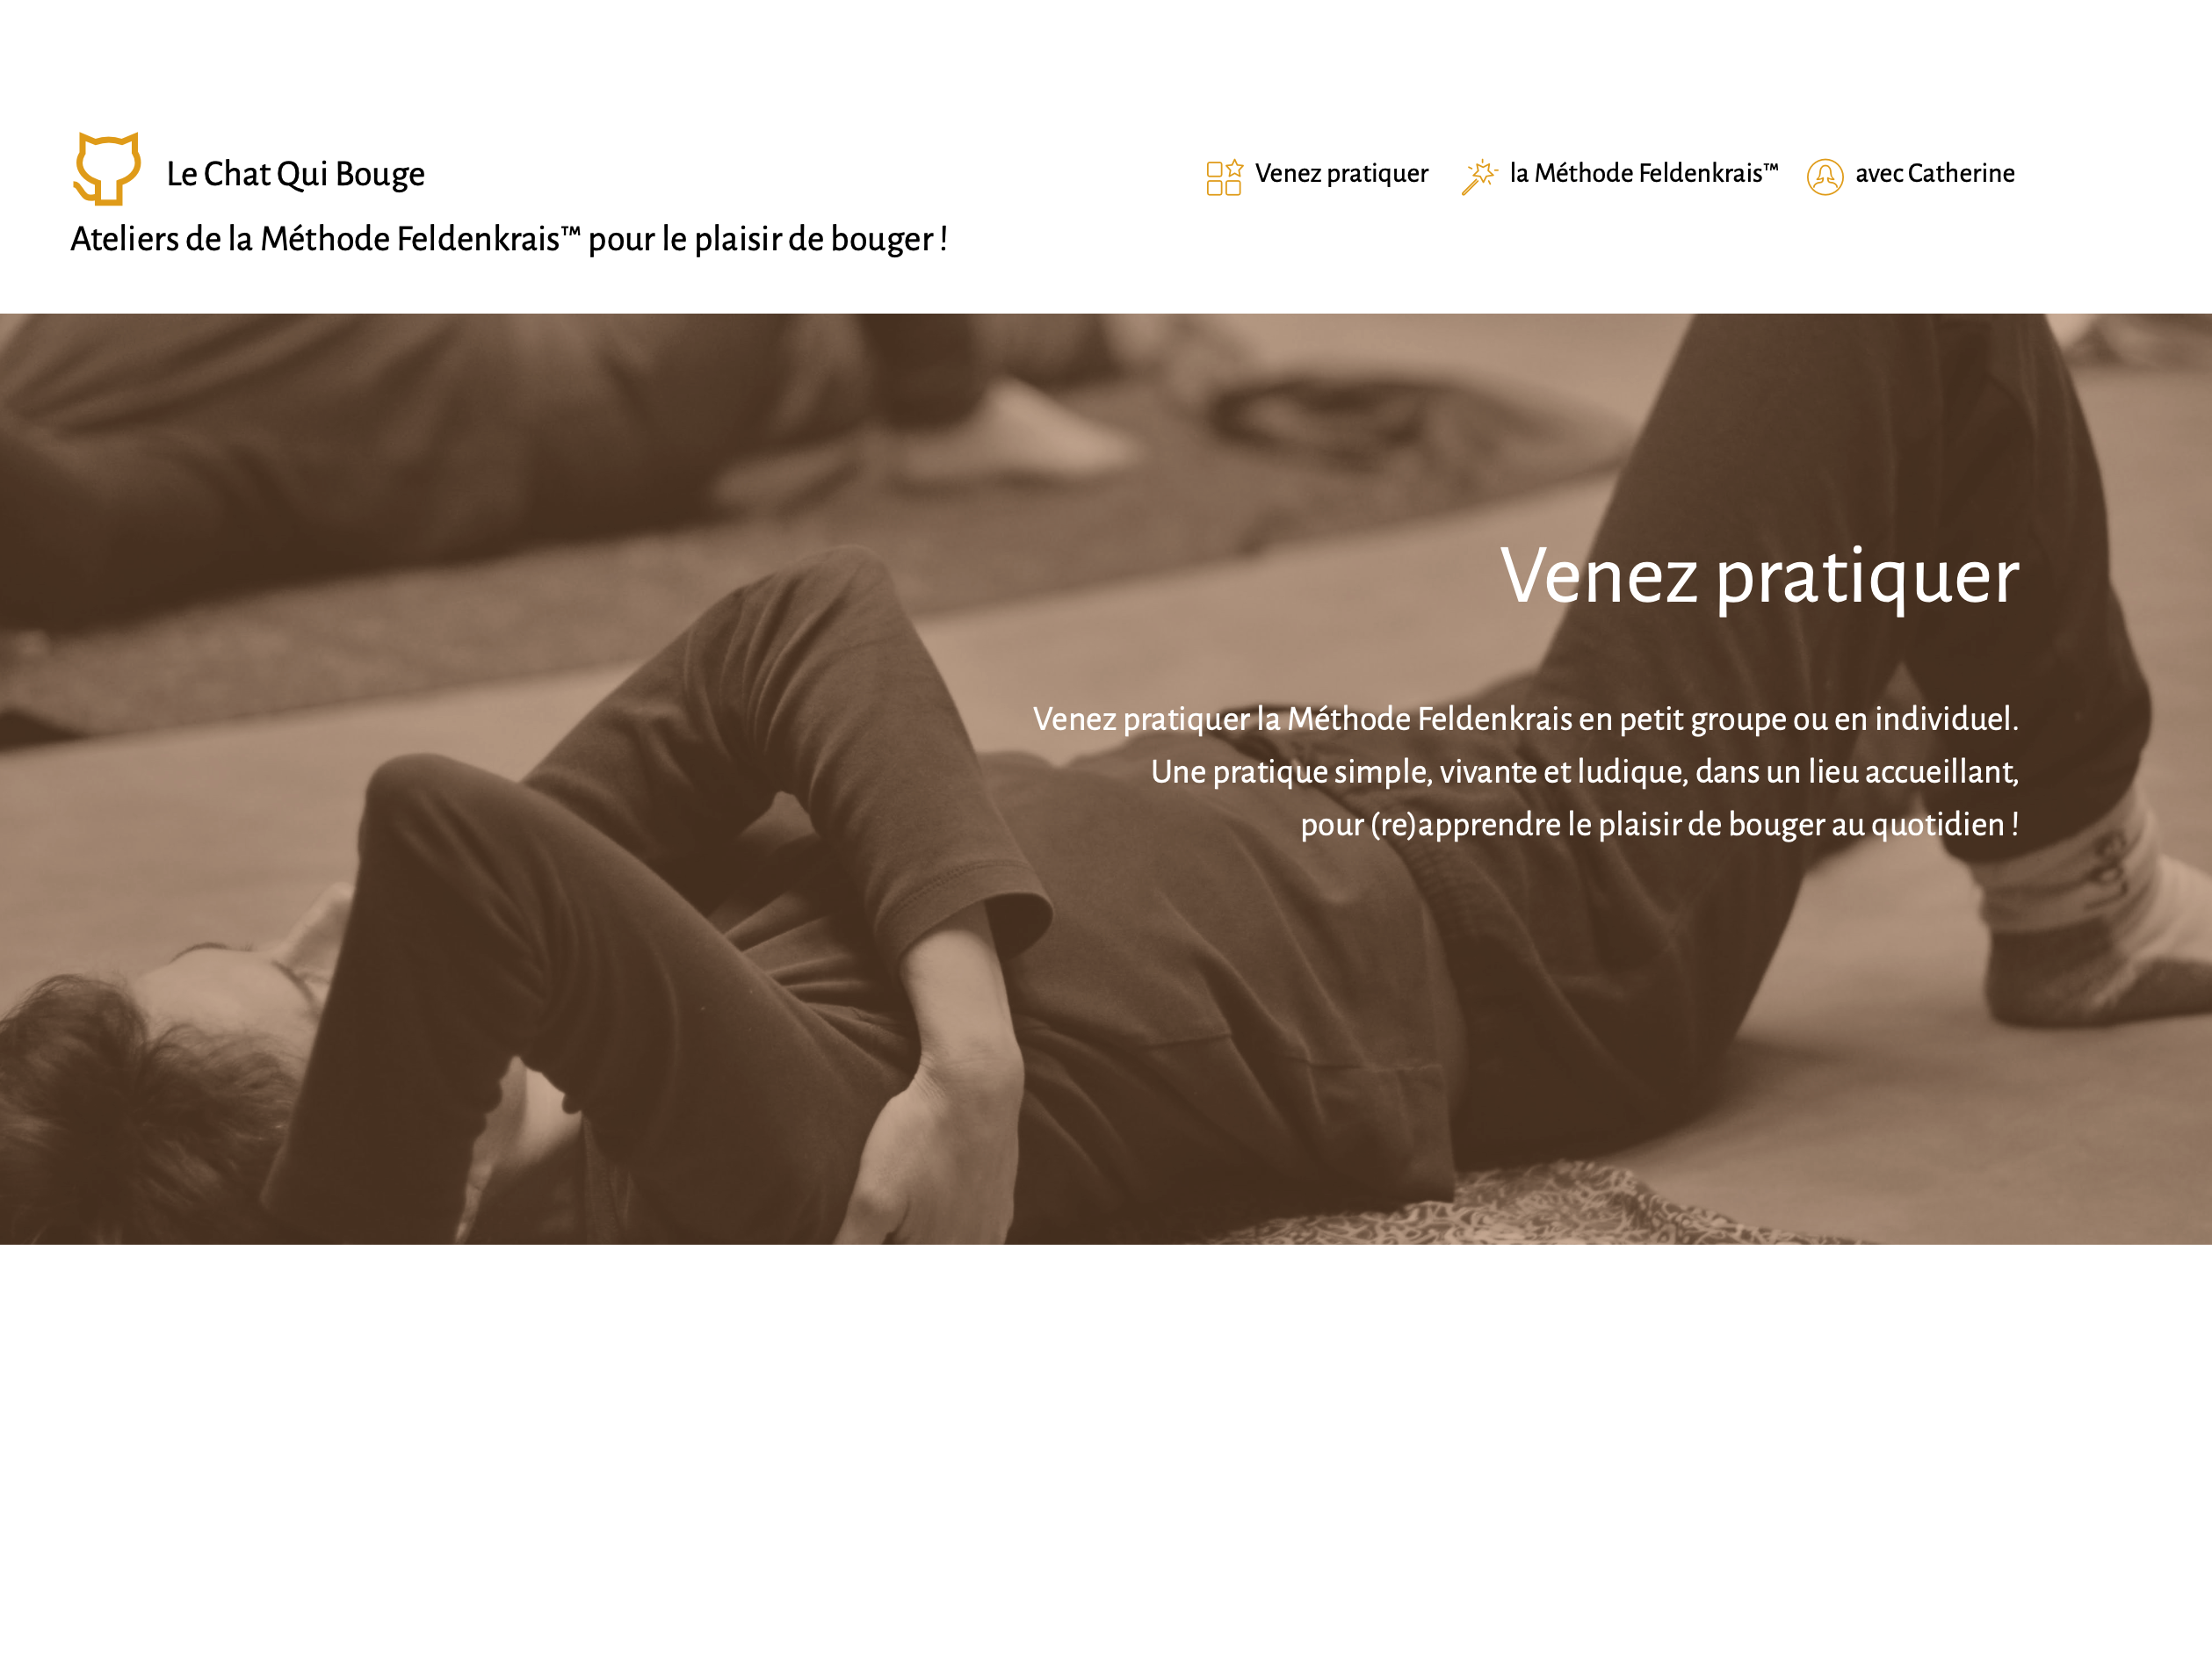 Le Chat Qui Bouge
Ateliers de la Méthode Feldenkrais™ pour le plaisir de bouger !
Venez pratiquer
la Méthode Feldenkrais™
avec Catherine
Venez pratiquer
Venez pratiquer la Méthode Feldenkrais en petit groupe ou en individuel.
Une pratique simple, vivante et ludique, dans un lieu accueillant,
pour (re)apprendre le plaisir de bouger au quotidien !